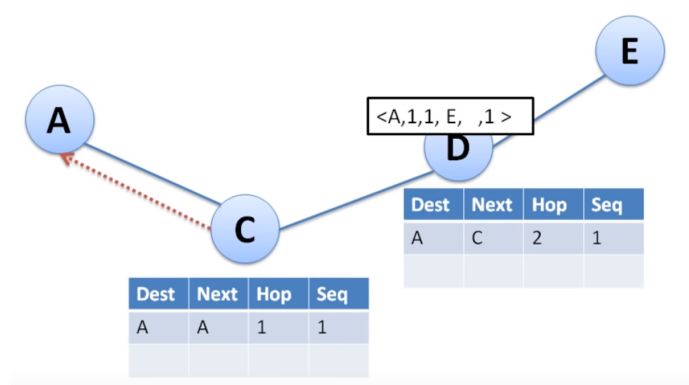 E
<A,1,1, E, ,1 >
A
D
Dest Next Hop Seq
A C 2 1
C
Dest Next Hop Seq
A A 1 1